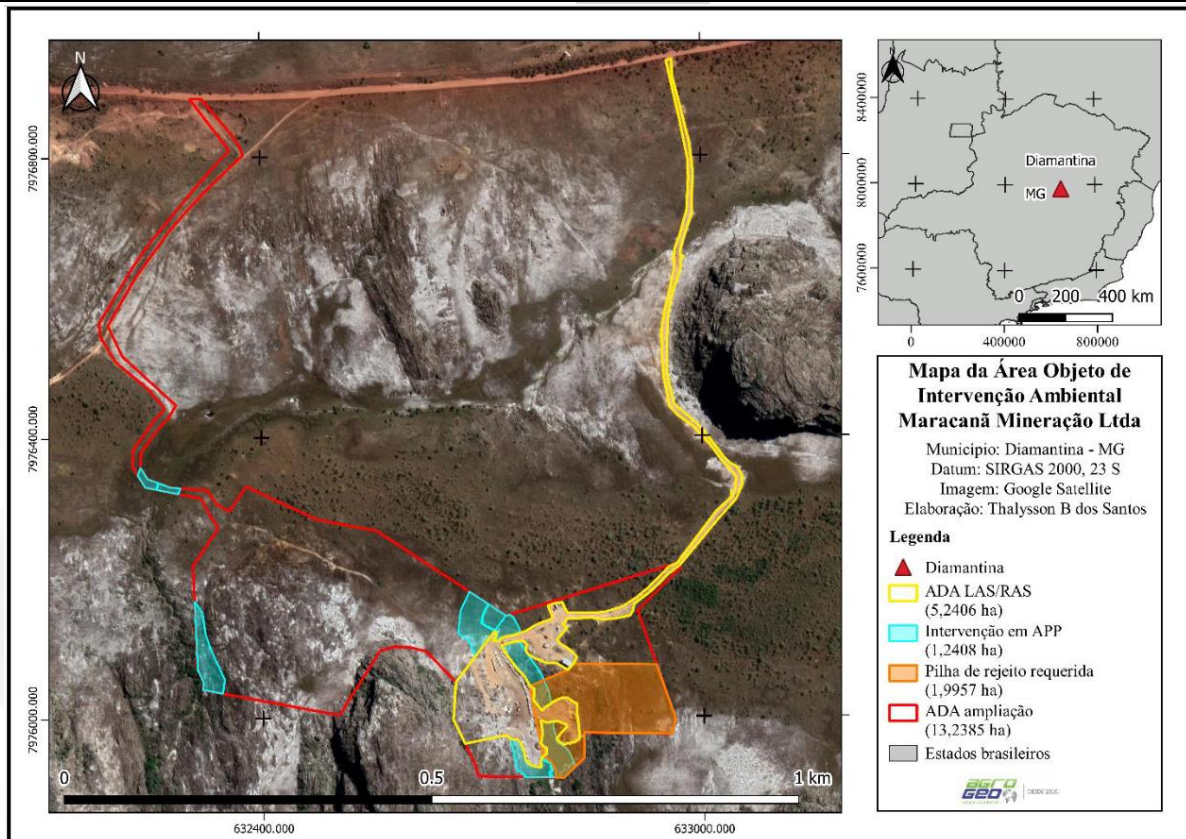 N
7976800.000
7976400.000
7976000.000
0
0.5
1 km
632400.000
633000.000
N
8400000
8000000
7600000
Diamantina
MG
0
200
400 km
0
400000
800000
Mapa da Área Objeto de
Intervenção Ambiental
Maracanã Mineração Ltda
Município: Diamantina - MG
Datum: SIRGAS 2000, 23 S
Imagem: Google Satellite
Elaboração: Thalysson B dos Santos
Legenda
Diamantina
ADA LAS/RAS
(5,2406 ha)
Intervenção em APP
(1,2408 ha)
Pilha de rejeito requerida
(1,9957 ha)
ADA ampliação
(13,2385 ha)
Estados brasileiros
AGRO
GEO